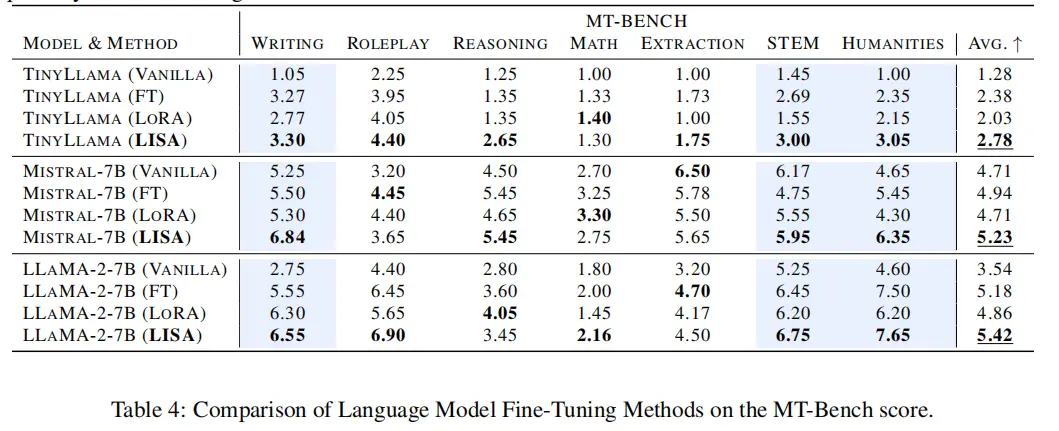 MT-BENCH
MODEL & METHOD WRITING ROLEPLAY REASONING MATH EXTRACTION STEM HUMANITIES AVG. ↑
TINYLLAMA (VANILLA) 1.05 2.25 1.25 1.00 1.00 1.45 1.00 1.28
TINYLLAMA (FT) 3.27 3.95 1.35 1.33 1.73 2.69 2.35 2.38
TINYLLAMA (LORA) 2.77 4.05 1.35 1.40 1.00 1.55 2.15 2.03
TINYLLAMA (LISA) 3.30 4.40 2.65 1.30 1.75 3.00 3.05 2.78
MISTRAL-7B (VANILLA) 5.25 3.20 4.50 2.70 6.50 6.17 4.65 4.71
MISTRAL-7B (FT) 5.50 4.45 5.45 3.25 5.78 4.75 5.45 4.94
MISTRAL-7B (LORA) 5.30 4.40 4.65 3.30 5.50 5.55 4.30 4.71
MISTRAL-7B (LISA) 6.84 3.65 5.45 2.75 5.65 5.95 6.35 5.23
LLAMA-2-7B (VANILLA) 2.75 4.40 2.80 1.80 3.20 5.25 4.60 3.54
LLAMA-2-7B (FT) 5.55 6.45 3.60 2.00 4.70 6.45 7.50 5.18
LLAMA-2-7B (LORA) 6.30 5.65 4.05 1.45 4.17 6.20 6.20 4.86
LLAMA-2-7B (LISA) 6.55 6.90 3.45 2.16 4.50 6.75 7.65 5.42
Table 4: Comparison of Language Model Fine-Tuning Methods on the MT-Bench score.